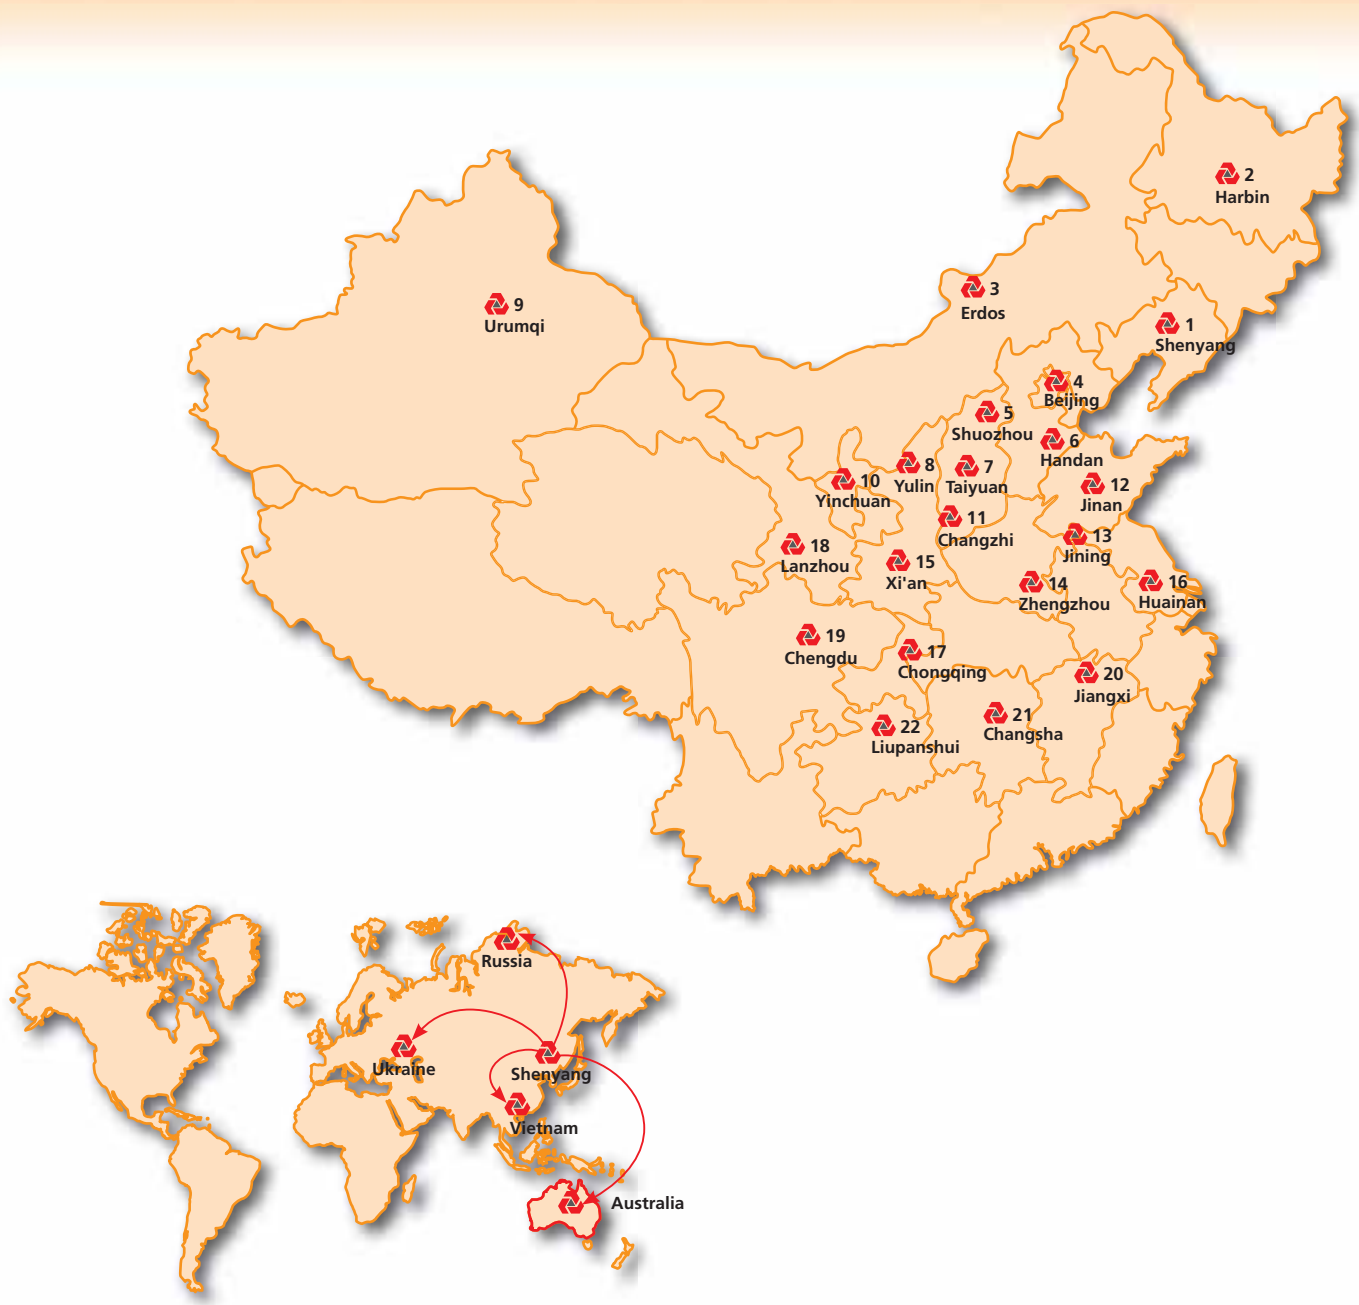 2
Harbin
3
Erdos
9
Urumqi
1
Shenyang
4
Beijing
5
Shuozhou
6
Handan
8
Yulin
7
Taiyuan
10
Yinchuan
12
Jinan
11
Changzhi
13
Jining
18
Lanzhou
15
Xi'an
14
Zhengzhou
16
Huainan
19
Chengdu
17
Chongqing
20
Jiangxi
21
Changsha
22
Liupanshui
Russia
Ukraine
Shenyang
Vietnam
Australia